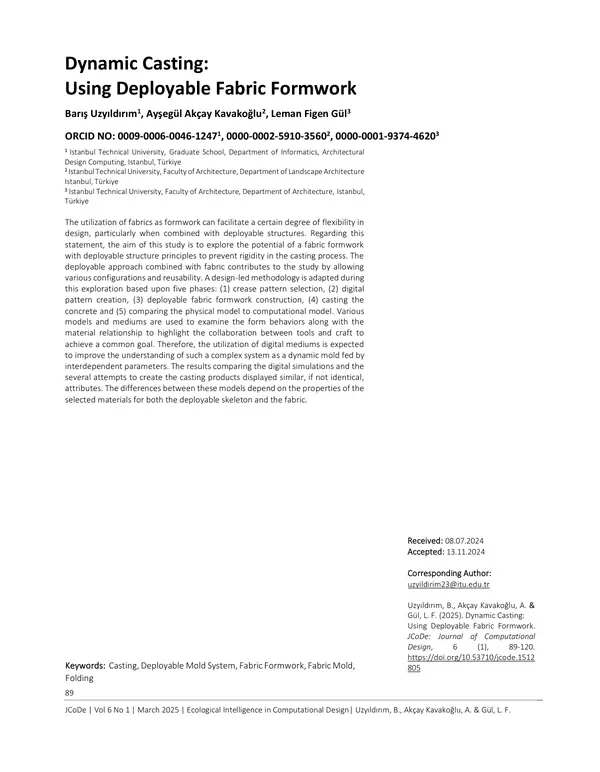 Dynamic Casting:
Using Deployable Fabric Formwork
Barış Uzyıldırım¹, Ayşegül Akçay Kavakoğlu², Leman Figen Gül³
ORCID NO: 0009-0006-0046-1247¹, 0000-0002-5910-3560², 0000-0001-9374-4620³
¹ Istanbul Technical University, Graduate School, Department of Informatics, Architectural
Design Computing, Istanbul, Türkiye
² Istanbul Technical University, Faculty of Architecture, Department of Landscape Architecture
Istanbul, Türkiye
³ Istanbul Technical University, Faculty of Architecture, Department of Architecture, Istanbul,
Türkiye
The utilization of fabrics as formwork can facilitate a certain degree of flexibility in
design, particularly when combined with deployable structures. Regarding this
statement, the aim of this study is to explore the potential of a fabric formwork
with deployable structure principles to prevent rigidity in the casting process. The
deployable approach combined with fabric contributes to the study by allowing
various configurations and reusability. A design-led methodology is adapted during
this exploration based upon five phases: (1) crease pattern selection, (2) digital
pattern creation, (3) deployable fabric formwork construction, (4) casting the
concrete and (5) comparing the physical model to computational model. Various
models and mediums are used to examine the form behaviors along with the
material relationship to highlight the collaboration between tools and craft to
achieve a common goal. Therefore, the utilization of digital mediums is expected
to improve the understanding of such a complex system as a dynamic mold fed by
interdependent parameters. The results comparing the digital simulations and the
several attempts to create the casting products displayed similar, if not identical,
attributes. The differences between these models depend on the properties of the
selected materials for both the deployable skeleton and the fabric.
Received: 08.07.2024
Accepted: 13.11.2024
Corresponding Author:
uzyildirim23@itu.edu.tr
Uzyıldırım, B., Akçay Kavakoğlu, A. &
Gül, L. F. (2025). Dynamic Casting:
Using Deployable Fabric Formwork.
JCoDe: Journal of Computational
Design, 6 (1), 89-120.
https://doi.org/10.53710/jcode.1512
805
Keywords: Casting, Deployable Mold System, Fabric Formwork, Fabric Mold,
Folding
89
JCoDe | Vol 6 No 1 | March 2025 | Ecological Intelligence in Computational Design| Uzyıldırım, B., Akçay Kavakoğlu, A. & Gül, L. F.